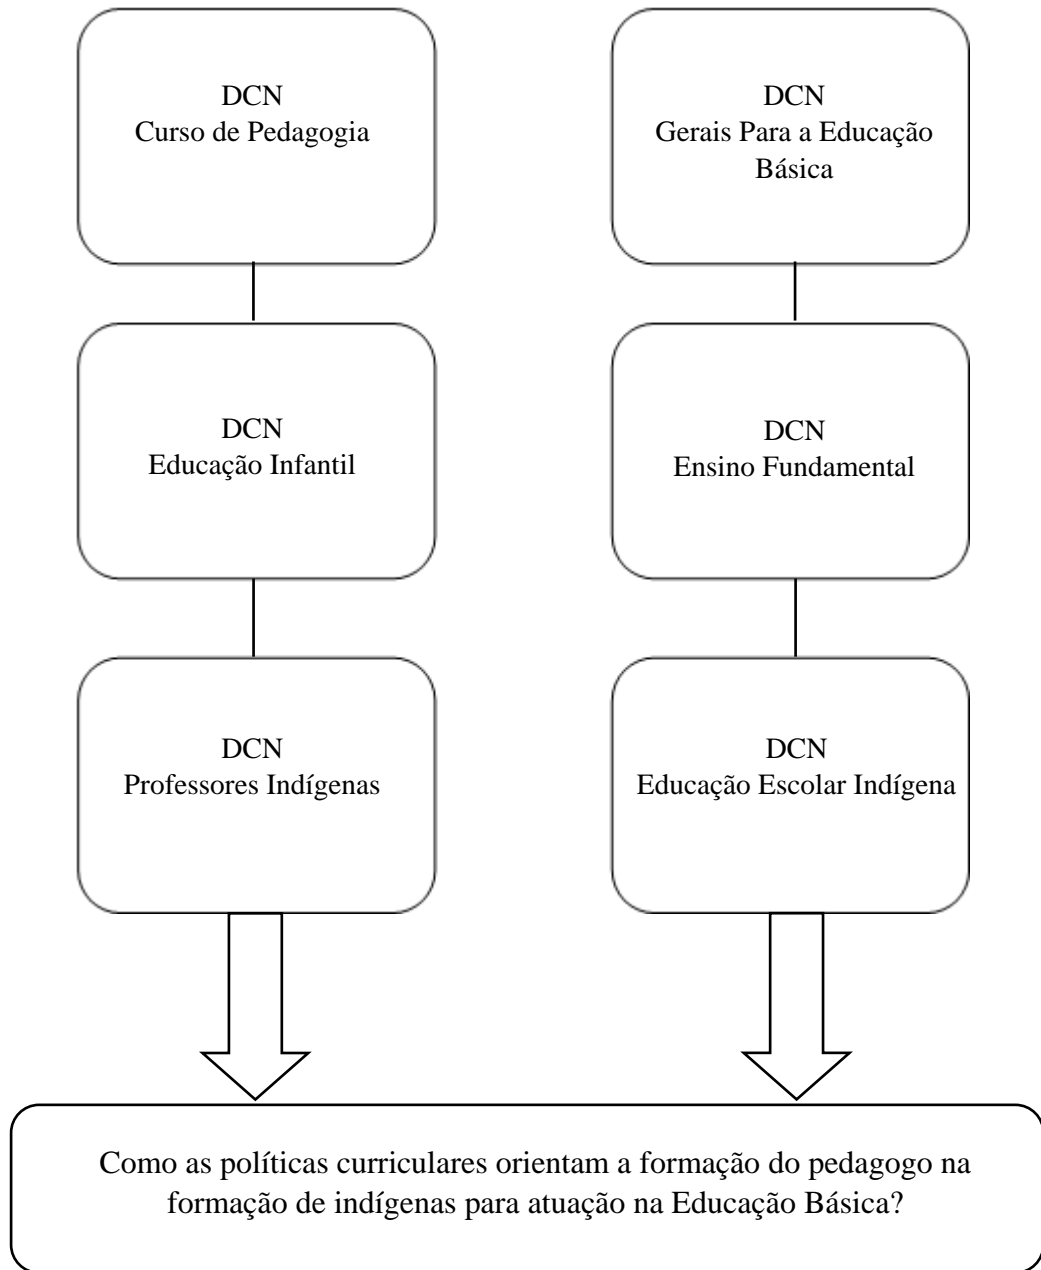 DCN
Curso de Pedagogia
DCN
Gerais Para a Educação
Básica
DCN
Educação Infantil
DCN
Ensino Fundamental
DCN
Professores Indígenas
DCN
Educação Escolar Indígena
Como as políticas curriculares orientam a formação do pedagogo na
formação de indígenas para atuação na Educação Básica?